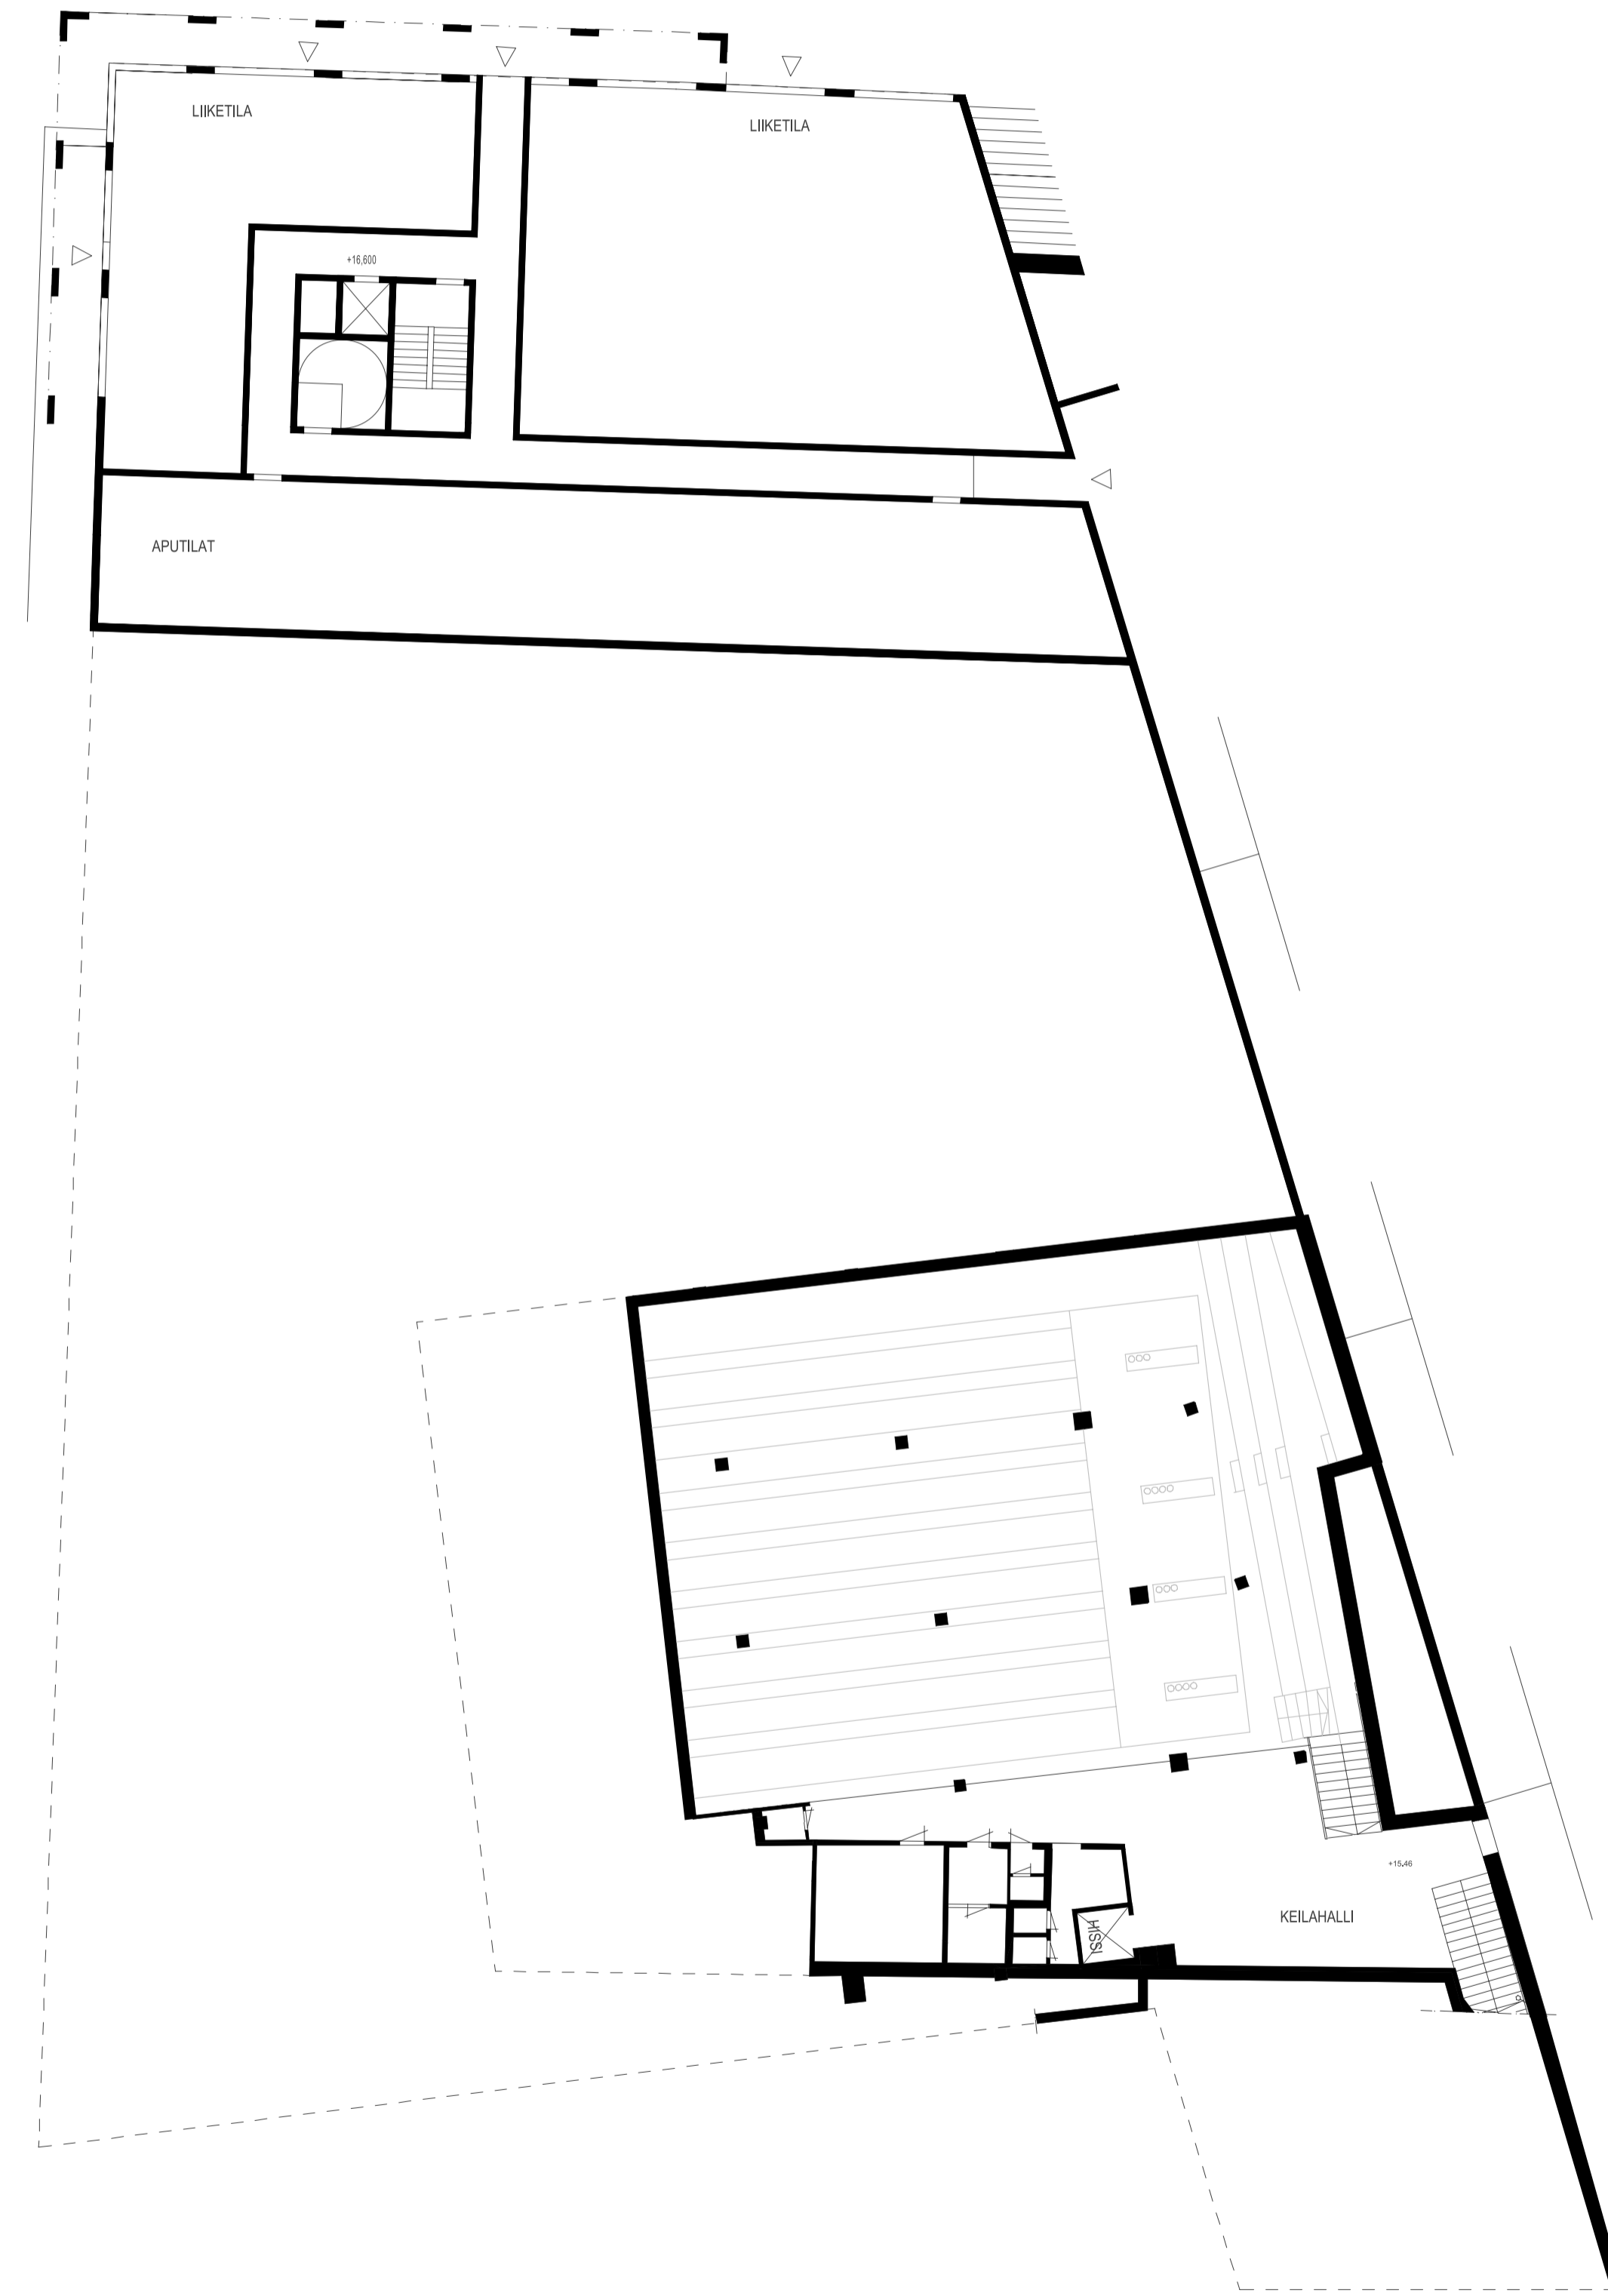 LIIKETILA
LIIKETILA
+16,600
APUTILAT
+15.46
KEILAHALLI
HISSI